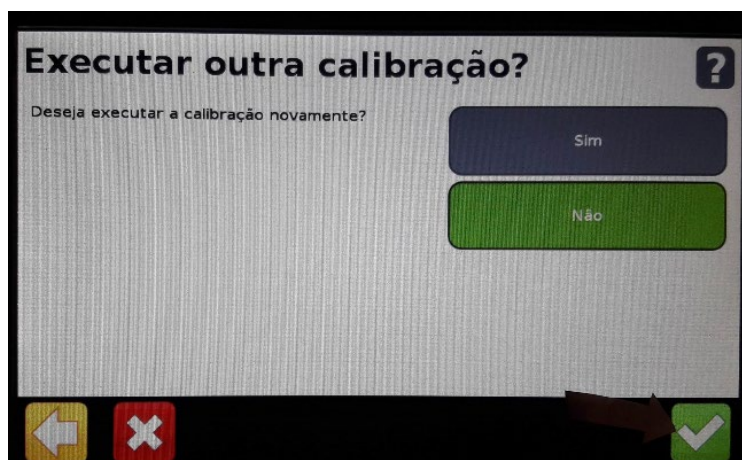 Executar outra calibração?
?
Deseja executar a calibração novamente?
Sim
Não